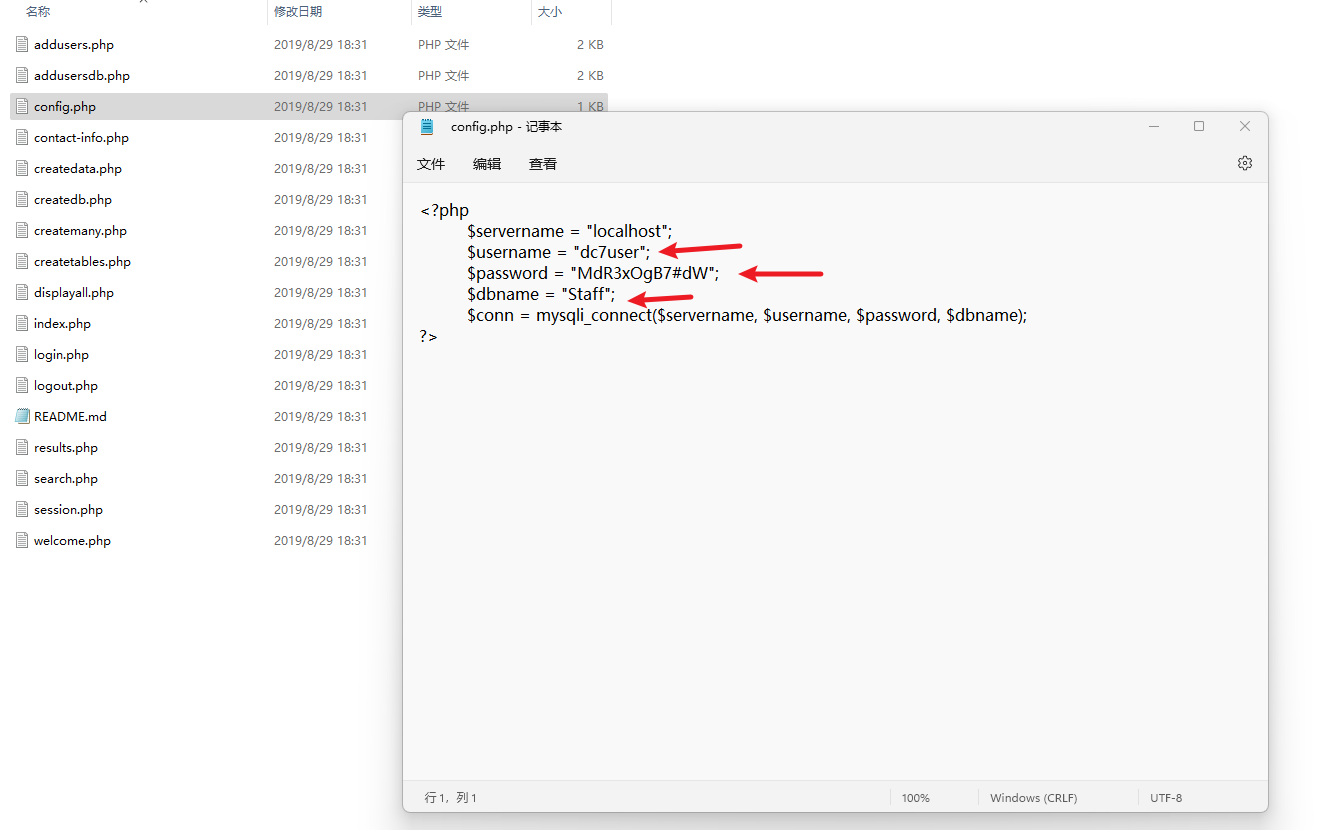 名称 修改日期 类型 大小
addusers.php 2019/8/29 18:31 PHP 文件 2 KB
addusersdb.php 2019/8/29 18:31 PHP 文件 2 KB
config.php 2019/8/29 18:31 PHP 文件 1 KB
contact-info.php 2019/8/29 18:31
createdata.php 2019/8/29 18:31
createdb.php 2019/8/29 18:31
createmany.php 2019/8/29 18:31
createtables.php 2019/8/29 18:31
displayall.php 2019/8/29 18:31
index.php 2019/8/29 18:31
login.php 2019/8/29 18:31
logout.php 2019/8/29 18:31
README.md 2019/8/29 18:31
results.php 2019/8/29 18:31
search.php 2019/8/29 18:31
session.php 2019/8/29 18:31
welcome.php 2019/8/29 18:31
config.php - 记事本
文件 编辑 查看
<?php
$servername = "localhost";
$username = "dc7user";
$password = "MdR3xOgB7#dW";
$dbname = "Staff";
$conn = mysqli_connect($servername, $username, $password, $dbname);
?>
行 1，列 1 100% Windows (CRLF) UTF-8